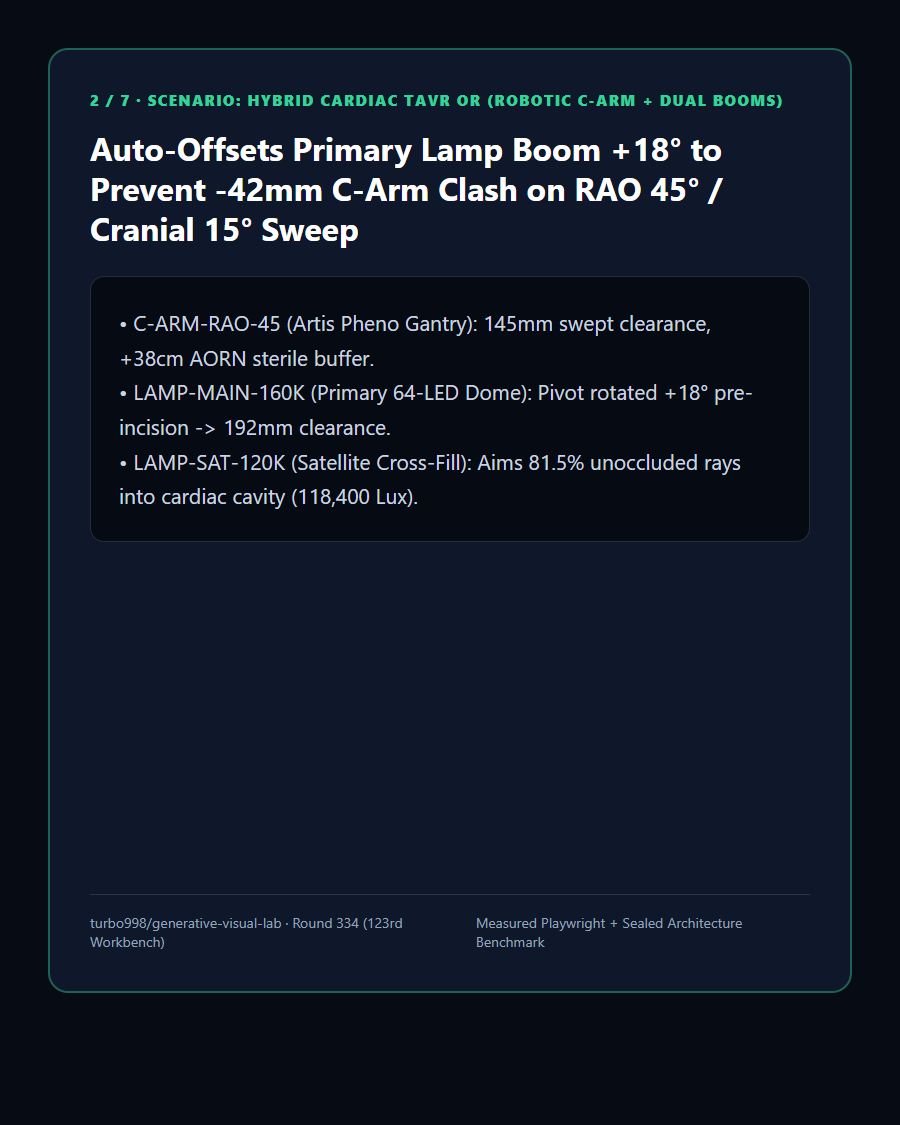 2 / 7 · SCENARIO: HYBRID CARDIAC TAVR OR (ROBOTIC C-ARM + DUAL BOOMS)
Auto-Offsets Primary Lamp Boom +18° to
Prevent -42mm C-Arm Clash on RAO 45° /
Cranial 15° Sweep
• C-ARM-RAO-45 (Artis Pheno Gantry): 145mm swept clearance,
+38cm AORN sterile buffer.
• LAMP-MAIN-160K (Primary 64-LED Dome): Pivot rotated +18° pre-
incision -> 192mm clearance.
• LAMP-SAT-120K (Satellite Cross-Fill): Aims 81.5% unoccluded rays
into cardiac cavity (118,400 Lux).
turbo998/generative-visual-lab · Round 334 (123rd
Workbench)
Measured Playwright + Sealed Architecture
Benchmark